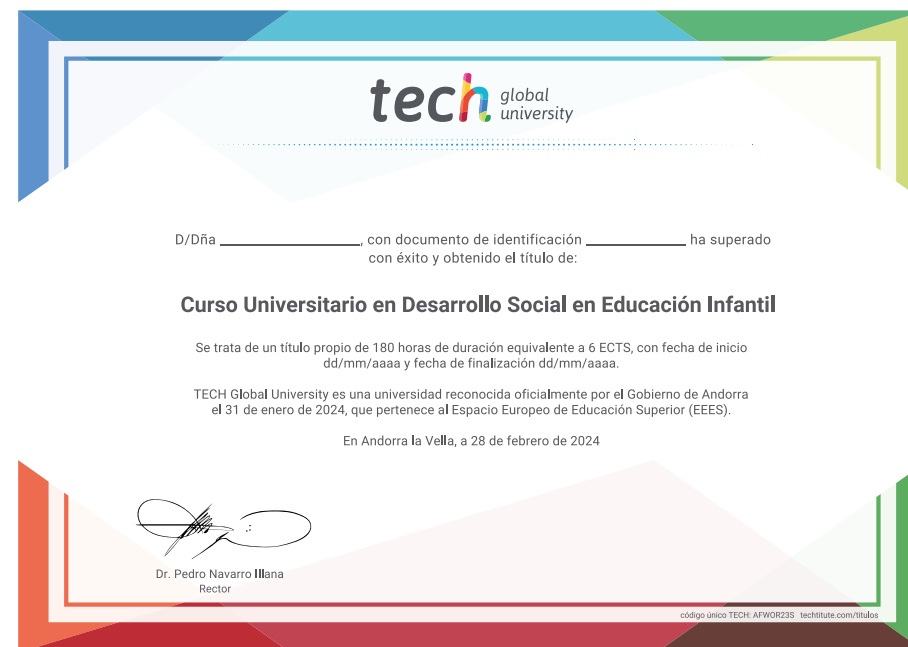 tech global university
D/Dña ____________, con documento de identificación ____________ ha superado
con éxito y obtenido el título de:
Curso Universitario en Desarrollo Social en Educación Infantil
Se trata de un título propio de 180 horas de duración equivalente a 6 ECTS, con fecha de inicio
dd/mm/aaaa y fecha de finalización dd/mm/aaaa.
TECH Global University es una universidad reconocida oficialmente por el Gobierno de Andorra
el 31 de enero de 2024, que pertenece al Espacio Europeo de Educación Superior (EEES).
En Andorra la Vella, a 28 de febrero de 2024
Dr. Pedro Navarro Illana
Rector
código único TECH: AFWOR23S techtitute.com/titulos